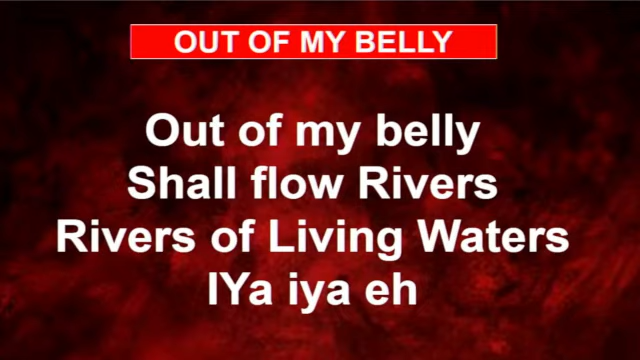 OUT OF MY BELLY
Out of my belly
Shall flow Rivers
Rivers of Living Waters
IYa iya eh